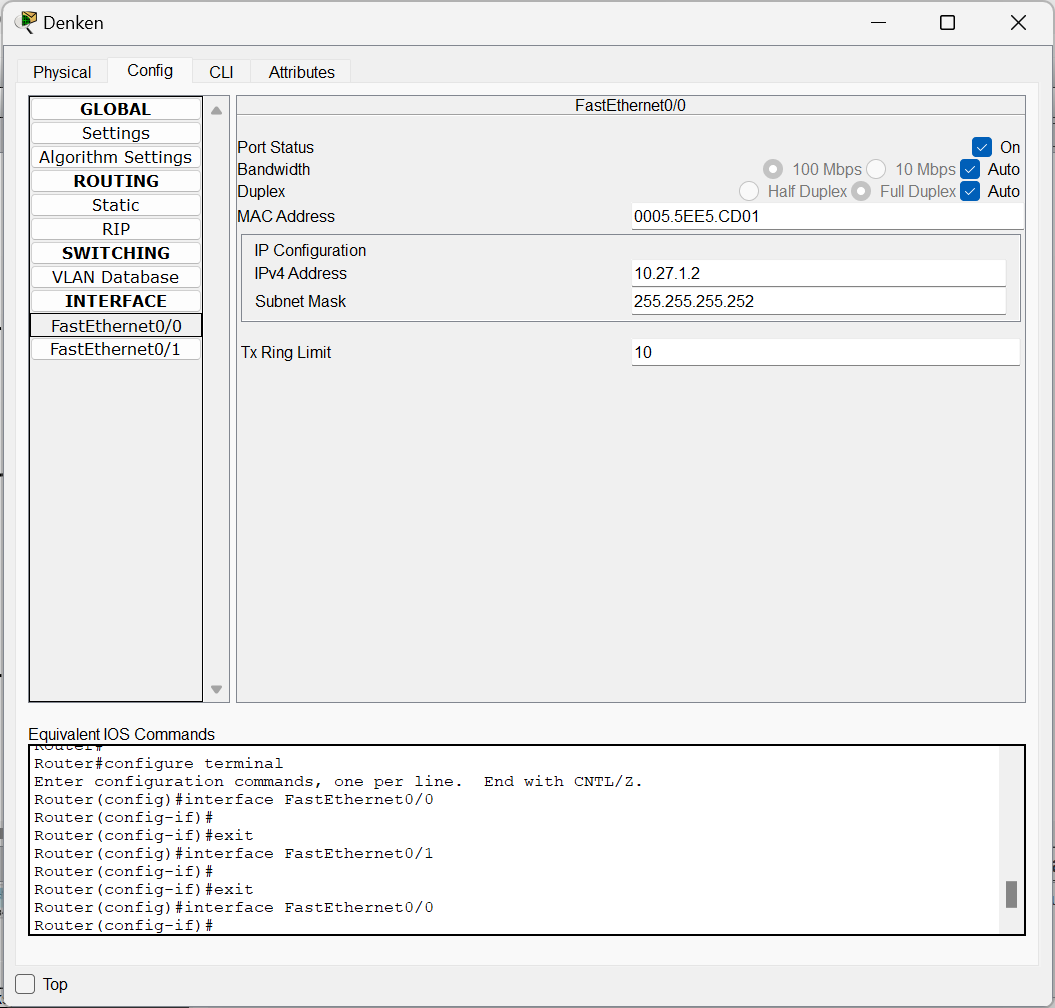 Denken
Physical Config CLI Attributes
GLOBAL
Settings
Algorithm Settings
ROUTING
Static
RIP
SWITCHING
VLAN Database
INTERFACE
FastEthernet0/0
FastEthernet0/1
FastEthernet0/0
Port Status On
Bandwidth 100 Mbps 10 Mbps Auto
Duplex Half Duplex Full Duplex Auto
MAC Address 0005.5EE5.CD01
IP Configuration
IPv4 Address 10.27.1.2
Subnet Mask 255.255.255.252
Tx Ring Limit 10
Equivalent IOS Commands
Router#
Router#configure terminal
Enter configuration commands, one per line.  End with CNTL/Z.
Router(config)#interface FastEthernet0/0
Router(config-if)#
Router(config-if)#exit
Router(config)#interface FastEthernet0/1
Router(config-if)#
Router(config-if)#exit
Router(config)#interface FastEthernet0/0
Router(config-if)#
Top